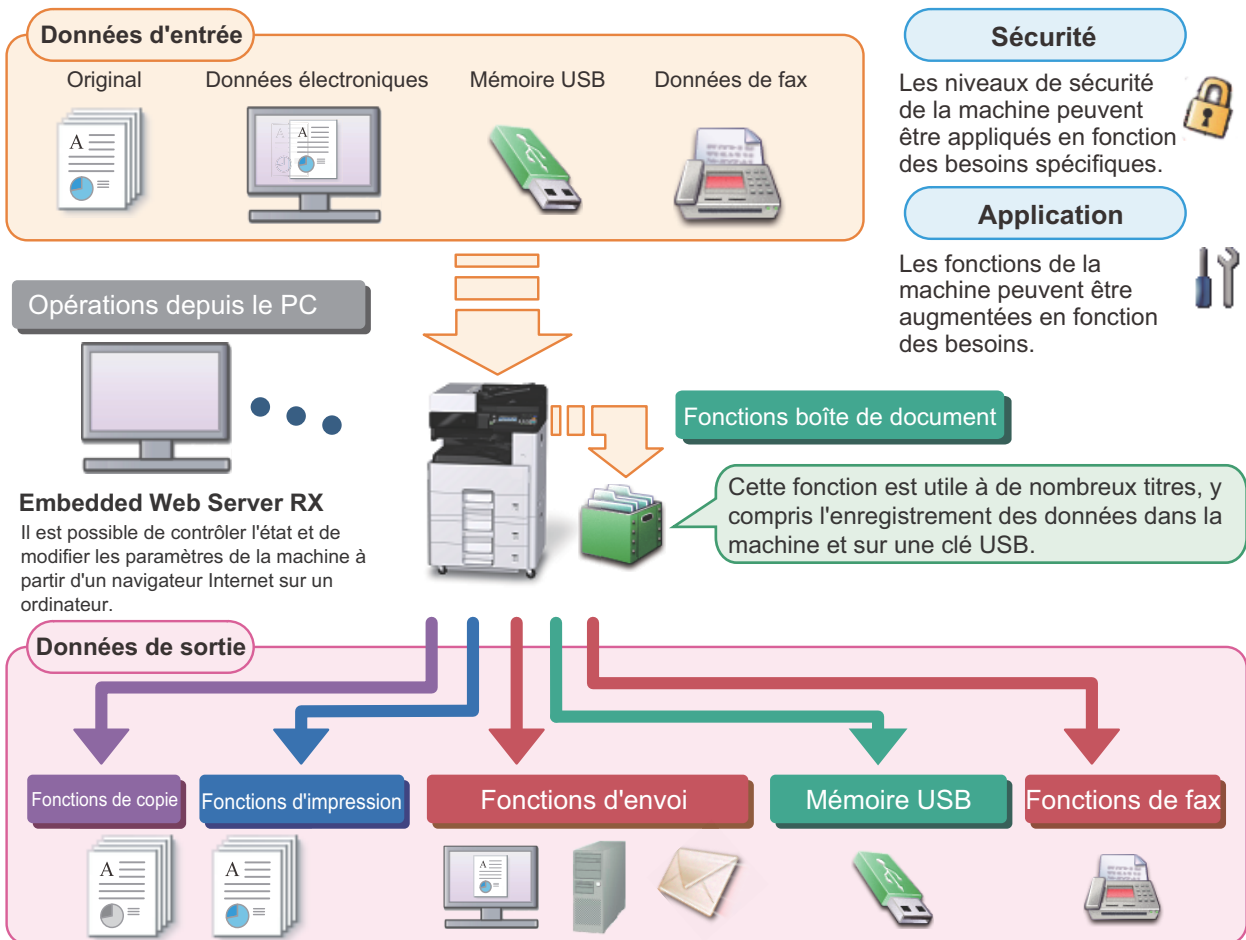 Données d'entrée
Original
Données électroniques
Mémoire USB
Données de fax
Sécurité
Les niveaux de sécurité
de la machine peuvent
être appliqués en fonction
des besoins spécifiques.
Application
Les fonctions de la
machine peuvent être
augmentées en fonction
des besoins.
Opérations depuis le PC
Embedded Web Server RX
Il est possible de contrôler l'état et de
modifier les paramètres de la machine à
partir d'un navigateur Internet sur un
ordinateur.
Fonctions boîte de document
Cette fonction est utile à de nombreux titres, y
compris l'enregistrement des données dans la
machine et sur une clé USB.
Données de sortie
Fonctions de copie
Fonctions d'impression
Fonctions d'envoi
Mémoire USB
Fonctions de fax